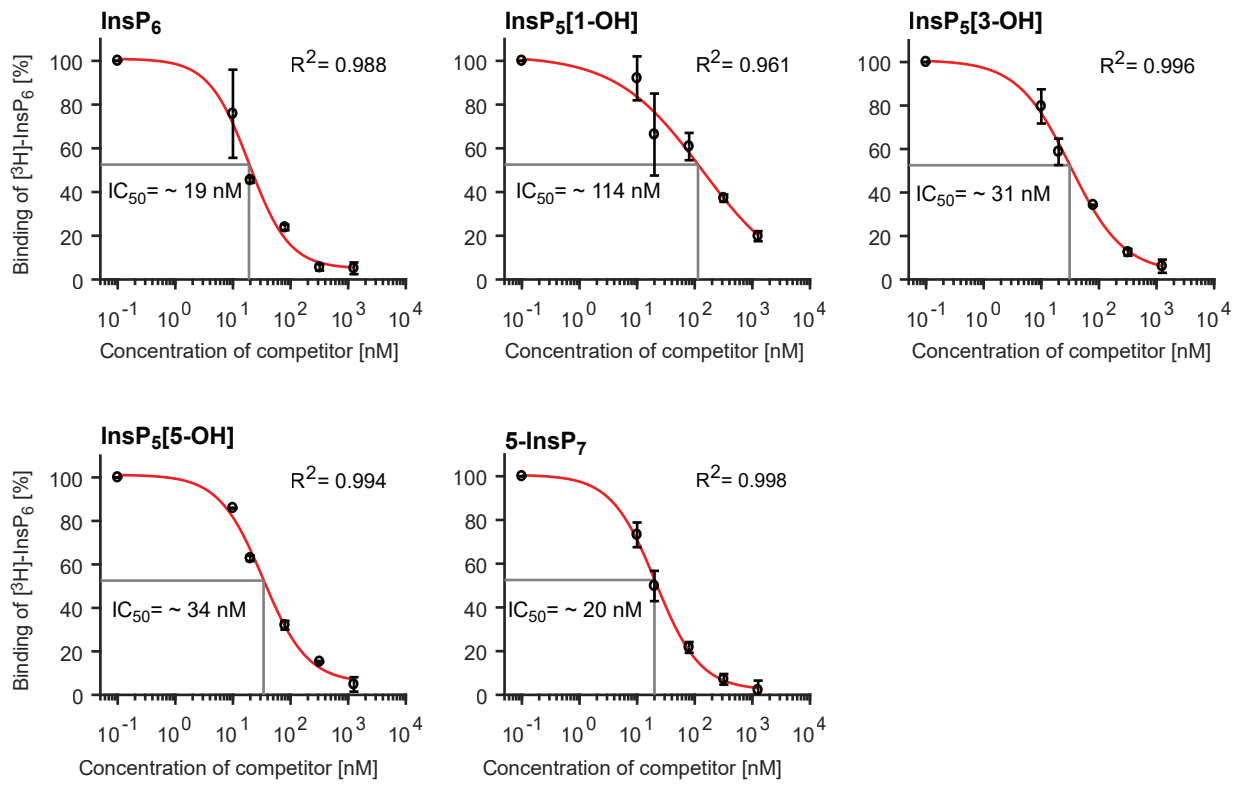 InsP6 InsP5[1-OH] InsP5[3-OH]
Binding of [³H]-InsP6 [%]
100
80
60
40
20
0
R²= 0.988
IC50= ~ 19 nM
10⁻¹ 10⁰ 10¹ 10² 10³ 10⁴
Concentration of competitor [nM]
100
80
60
40
20
0
R²= 0.961
IC50= ~ 114 nM
10⁻¹ 10⁰ 10¹ 10² 10³ 10⁴
Concentration of competitor [nM]
100
80
60
40
20
0
R²= 0.996
IC50= ~ 31 nM
10⁻¹ 10⁰ 10¹ 10² 10³ 10⁴
Concentration of competitor [nM]
InsP5[5-OH]
Binding of [³H]-InsP6 [%]
100
80
60
40
20
0
R²= 0.994
IC50= ~ 34 nM
10⁻¹ 10⁰ 10¹ 10² 10³ 10⁴
Concentration of competitor [nM]
5-InsP7
100
80
60
40
20
0
R²= 0.998
IC50= ~ 20 nM
10⁻¹ 10⁰ 10¹ 10² 10³ 10⁴
Concentration of competitor [nM]